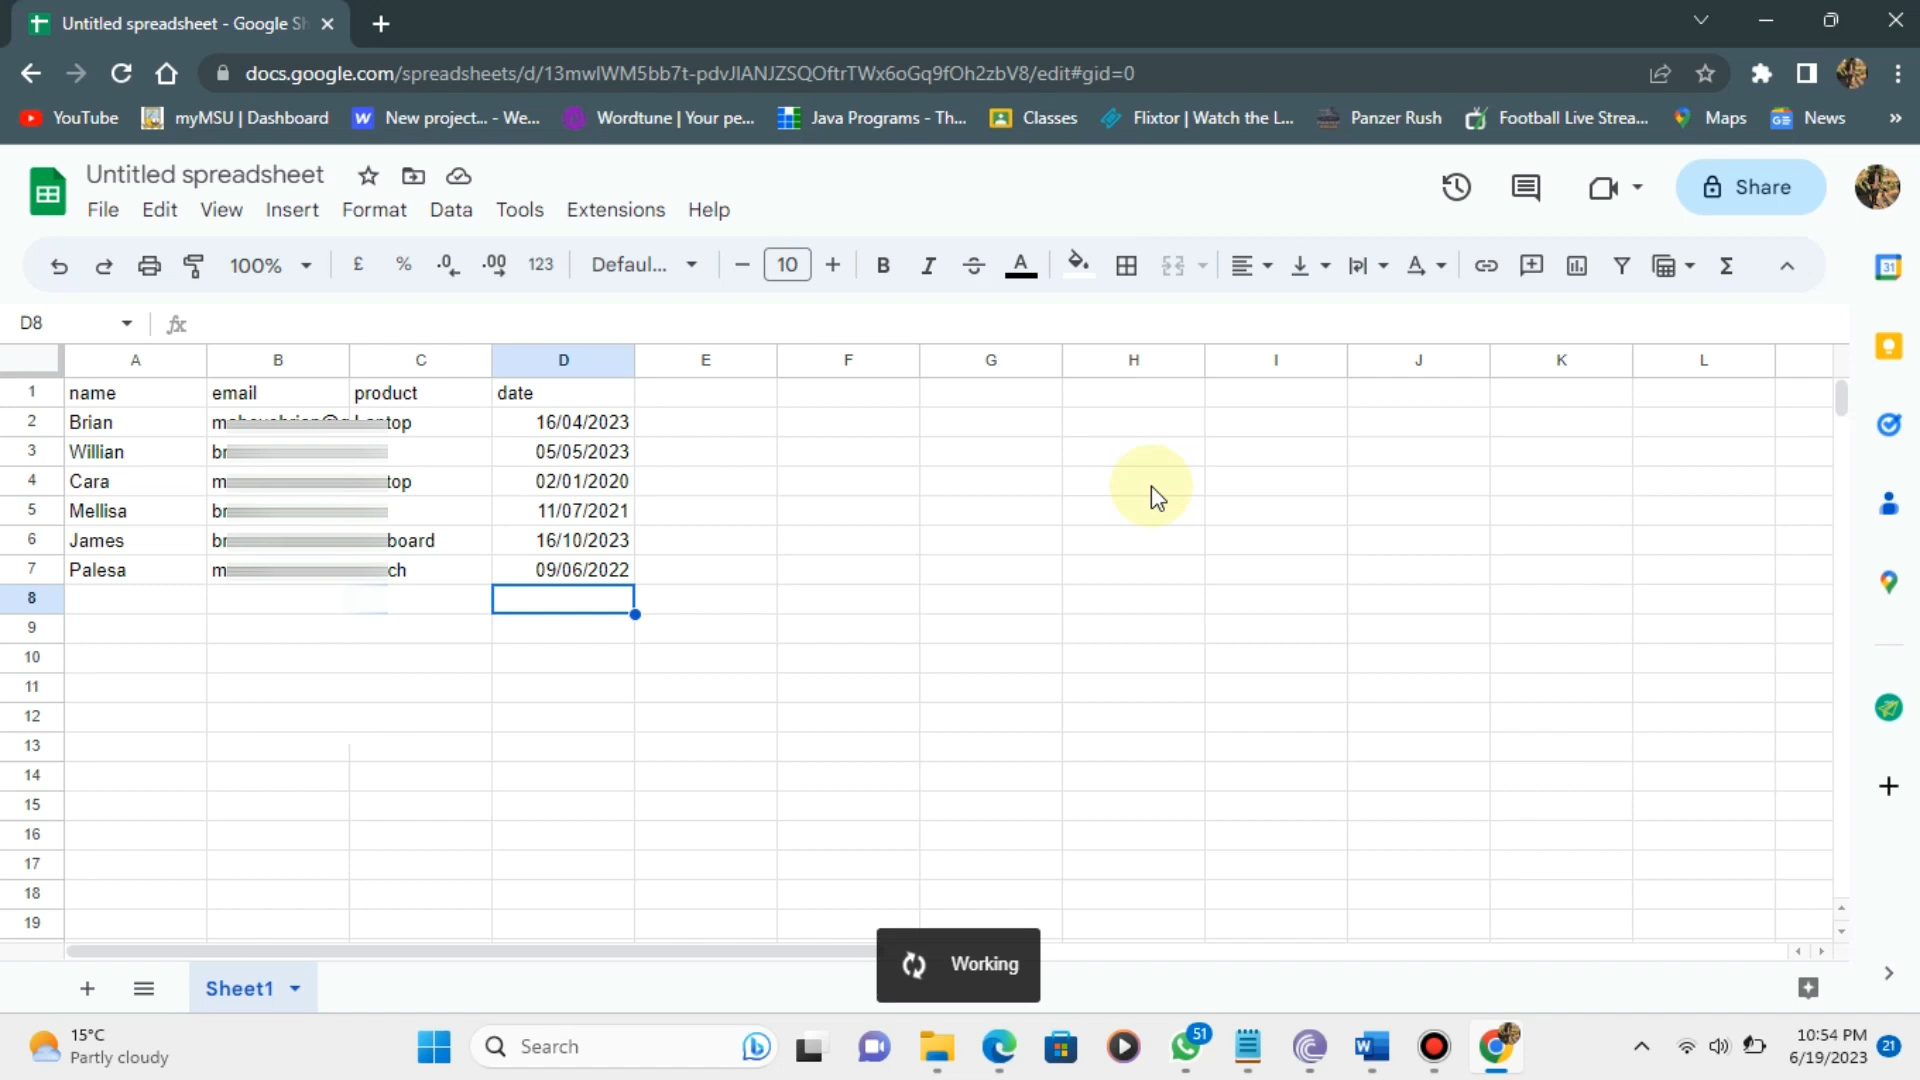 Untitled spreadsheet - Google Sh
docs.google.com/spreadsheets/d/13mwlWM5bb7t-pdvJIANJZSQOftrTWx6oGq9fOh2zbV8/edit#gid=0
YouTube myMSU | Dashboard New project... - We... Wordtune | Your pe... Java Programs - Th... Classes Flixtor | Watch the L... Panzer Rush Football Live Strea... Maps News »
Untitled spreadsheet
Share
File Edit View Insert Format Data Tools Extensions Help
100% £ % .0 .00 123 Defaul... 10 B I A Σ
31
D8 fx
A B C D E F G H I J K L
1 name email product date
2 Brian top 16/04/2023
3 Willian br 05/05/2023
4 Cara m top 02/01/2020
5 Mellisa br 11/07/2021
6 James br board 16/10/2023
7 Palesa m ch 09/06/2022
8
9
10
11
12
13
14
15
16
17
18
19
Working
Sheet1
15°C
Partly cloudy
Search
51
10:54 PM
6/19/2023
21